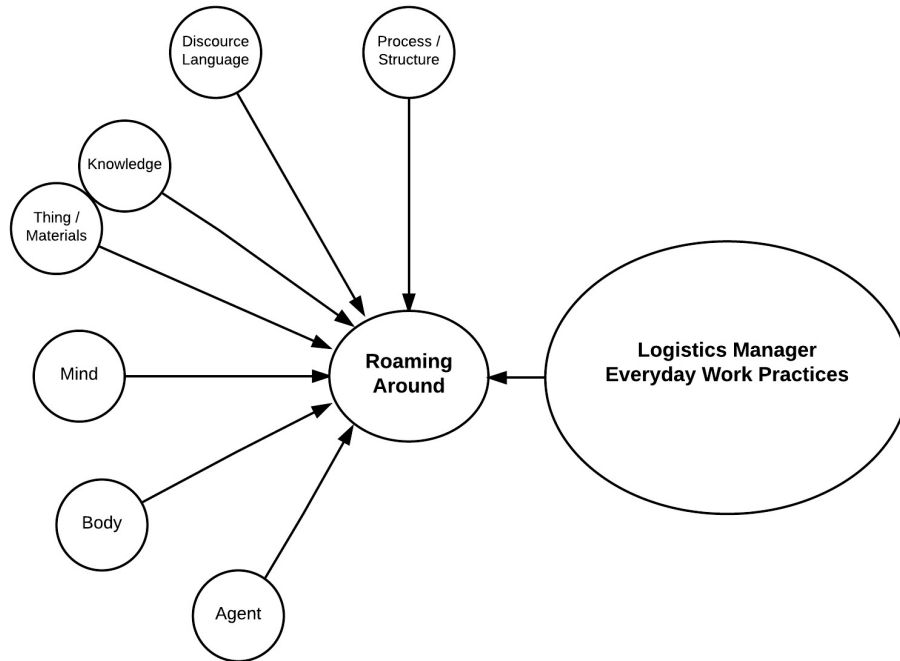 Discource
Language
Process /
Structure
Knowledge
Thing /
Materials
Mind
Roaming
Around
Logistics Manager
Everyday Work Practices
Body
Agent